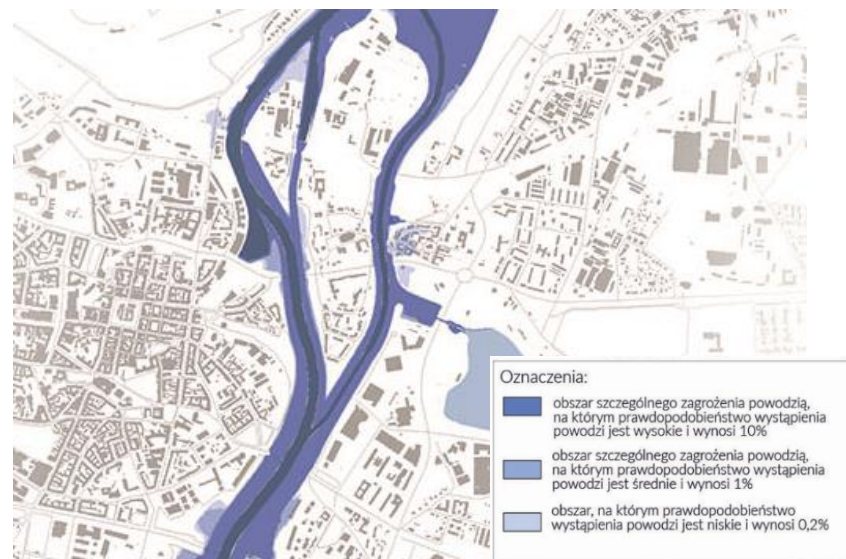 Oznaczenia:
obszar szczególnego zagrożenia powodzią,
na którym prawdopodobieństwo wystąpienia
powodzi jest wysokie i wynosi 10%
obszar szczególnego zagrożenia powodzią,
na którym prawdopodobieństwo wystąpienia
powodzi jest średnie i wynosi 1%
obszar, na którym prawdopodobieństwo
wystąpienia powodzi jest niskie i wynosi 0,2%